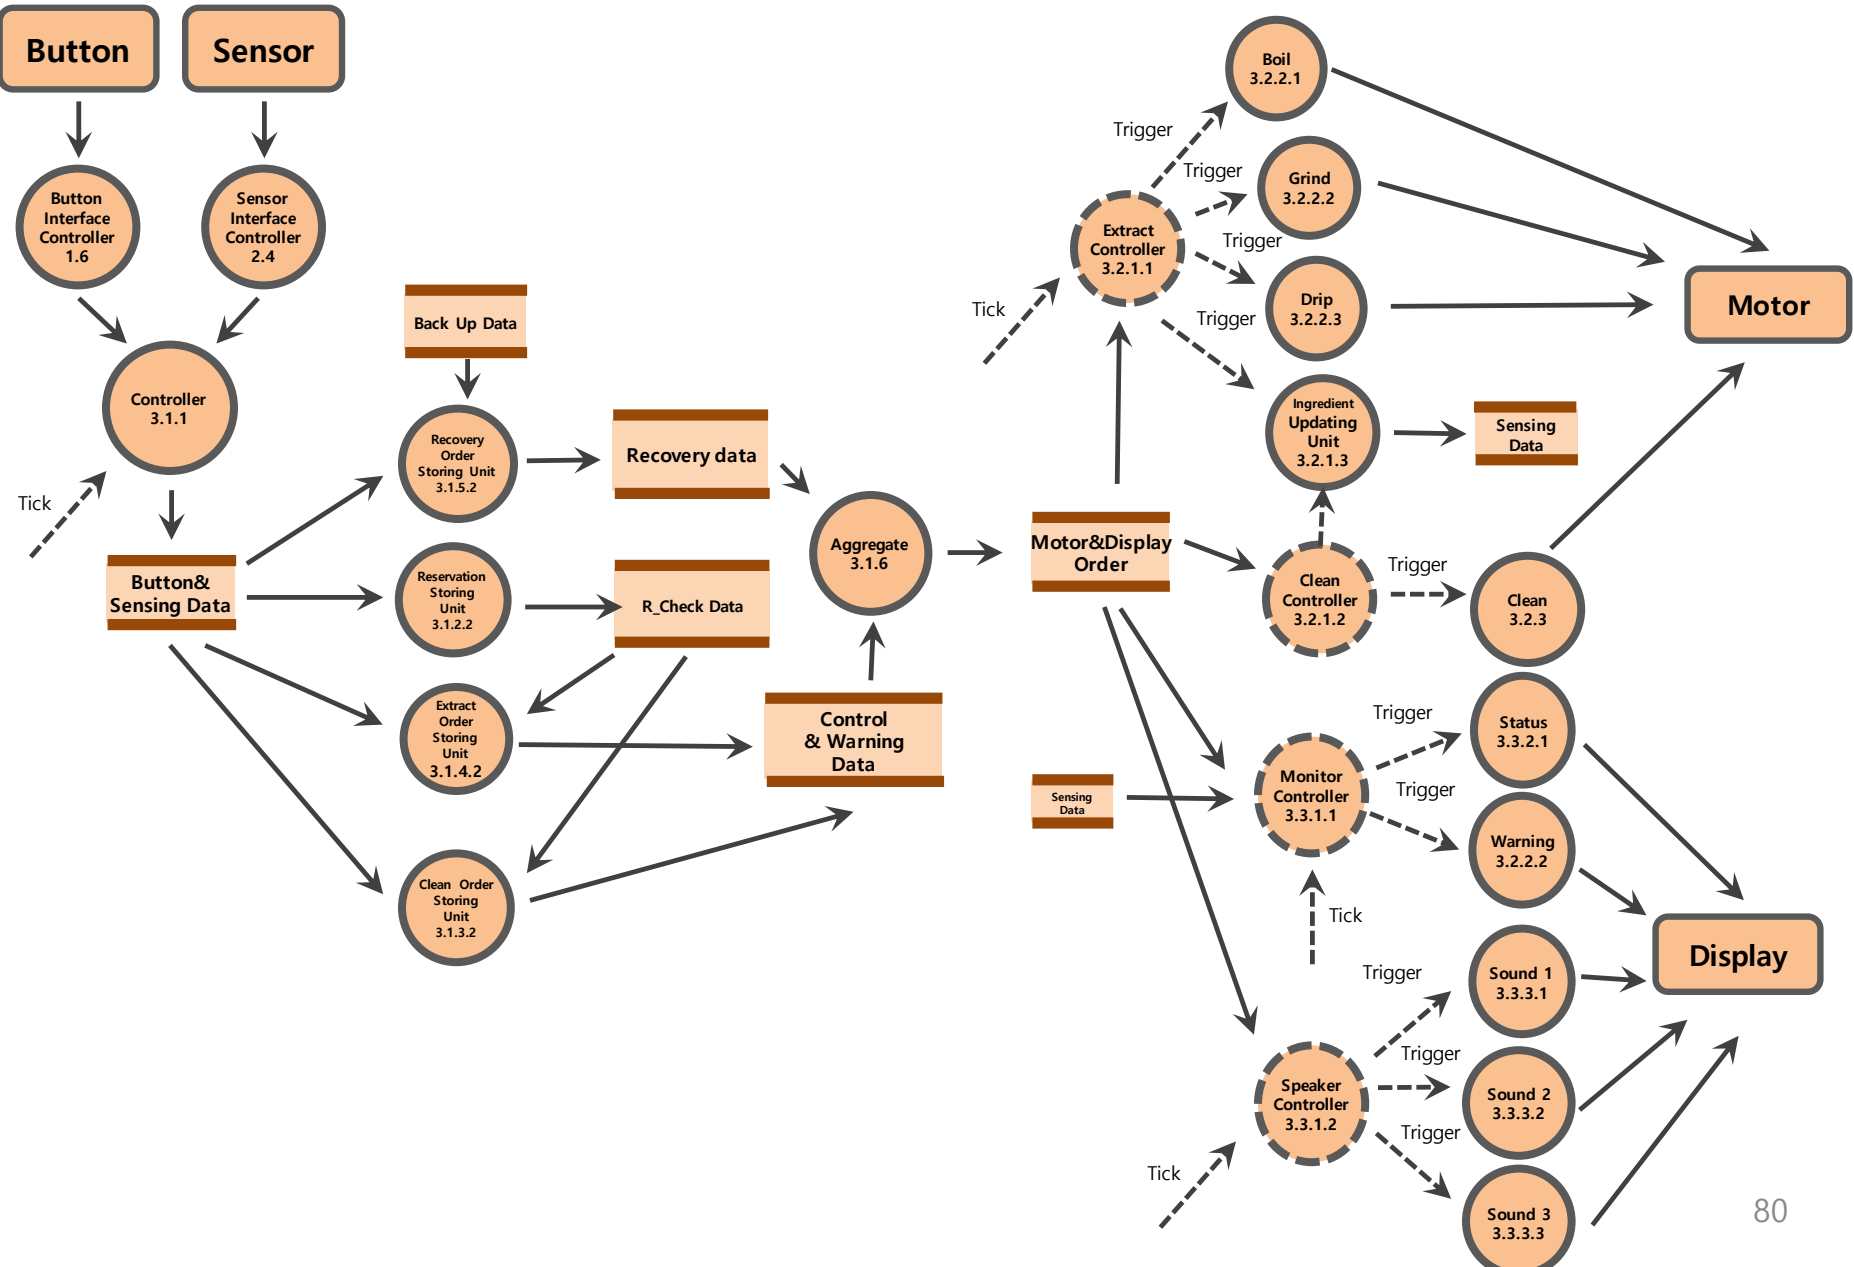 Button
Sensor
Button
Interface
Controller
1.6
Sensor
Interface
Controller
2.4
Controller
3.1.1
Tick
Button&
Sensing Data
Back Up Data
Recovery
Order
Storing Unit
3.1.5.2
Recovery data
Reservation
Storing
Unit
3.1.2.2
R_Check Data
Extract
Order
Storing
Unit
3.1.4.2
Control
& Warning
Data
Clean Order
Storing
Unit
3.1.3.2
Aggregate
3.1.6
Motor&Display
Order
Sensing
Data
Tick
Extract
Controller
3.2.1.1
Trigger
Trigger
Trigger
Trigger
Boil
3.2.2.1
Grind
3.2.2.2
Drip
3.2.2.3
Ingredient
Updating
Unit
3.2.1.3
Sensing
Data
Motor
Clean
Controller
3.2.1.2
Trigger
Clean
3.2.3
Monitor
Controller
3.3.1.1
Tick
Trigger
Trigger
Status
3.3.2.1
Warning
3.2.2.2
Display
Speaker
Controller
3.3.1.2
Tick
Trigger
Trigger
Trigger
Sound 1
3.3.3.1
Sound 2
3.3.3.2
Sound 3
3.3.3.3
80